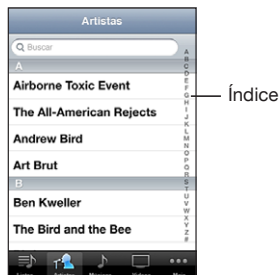 Artistas
Buscar
A
Airborne Toxic Event
The All-American Rejects
Andrew Bird
Art Brut
B
Ben Kweller
The Bird and the Bee
A
B
C
D
E
F
G
H
I
J
K
L
M
N
O
P
Q
R
S
T
U
V
W
X
Y
Z
#
Índice